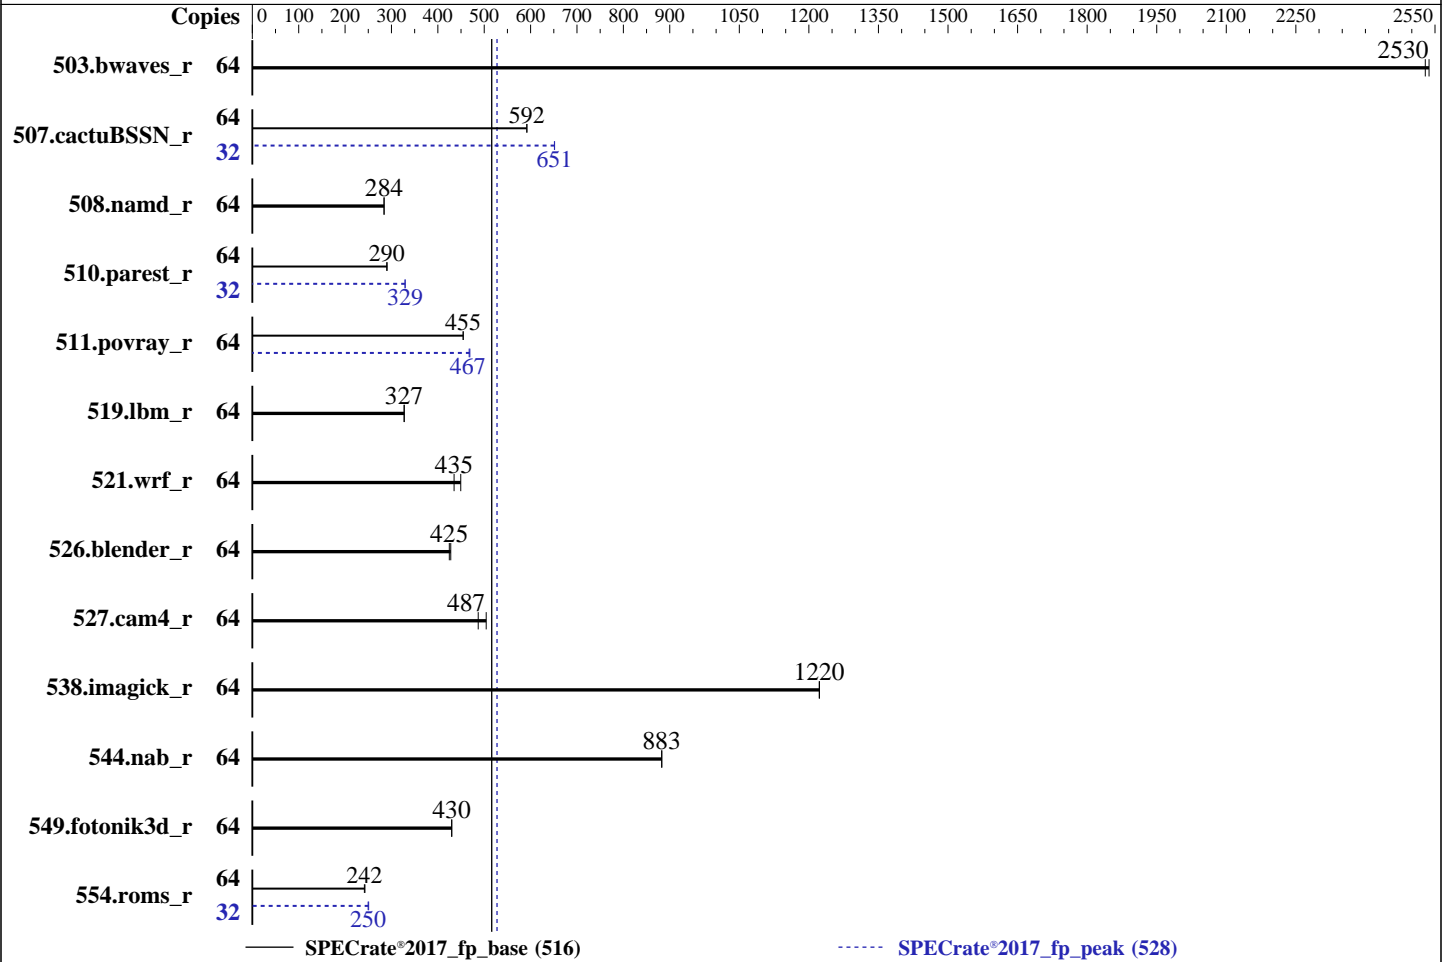 Copies 0 100 200 300 400 500 600 700 800 900 1050 1200 1350 1500 1650 1800 1950 2100 2250 2550
503.bwaves_r 64 2530
507.cactuBSSN_r 64 592
32 651
508.namd_r 64 284
510.parest_r 64 290
32 329
511.povray_r 64 455
467
519.lbm_r 64 327
521.wrf_r 64 435
526.blender_r 64 425
527.cam4_r 64 487
538.imagick_r 64 1220
544.nab_r 64 883
549.fotonik3d_r 64 430
554.roms_r 64 242
32 250
SPECrate®2017_fp_base (516) SPECrate®2017_fp_peak (528)